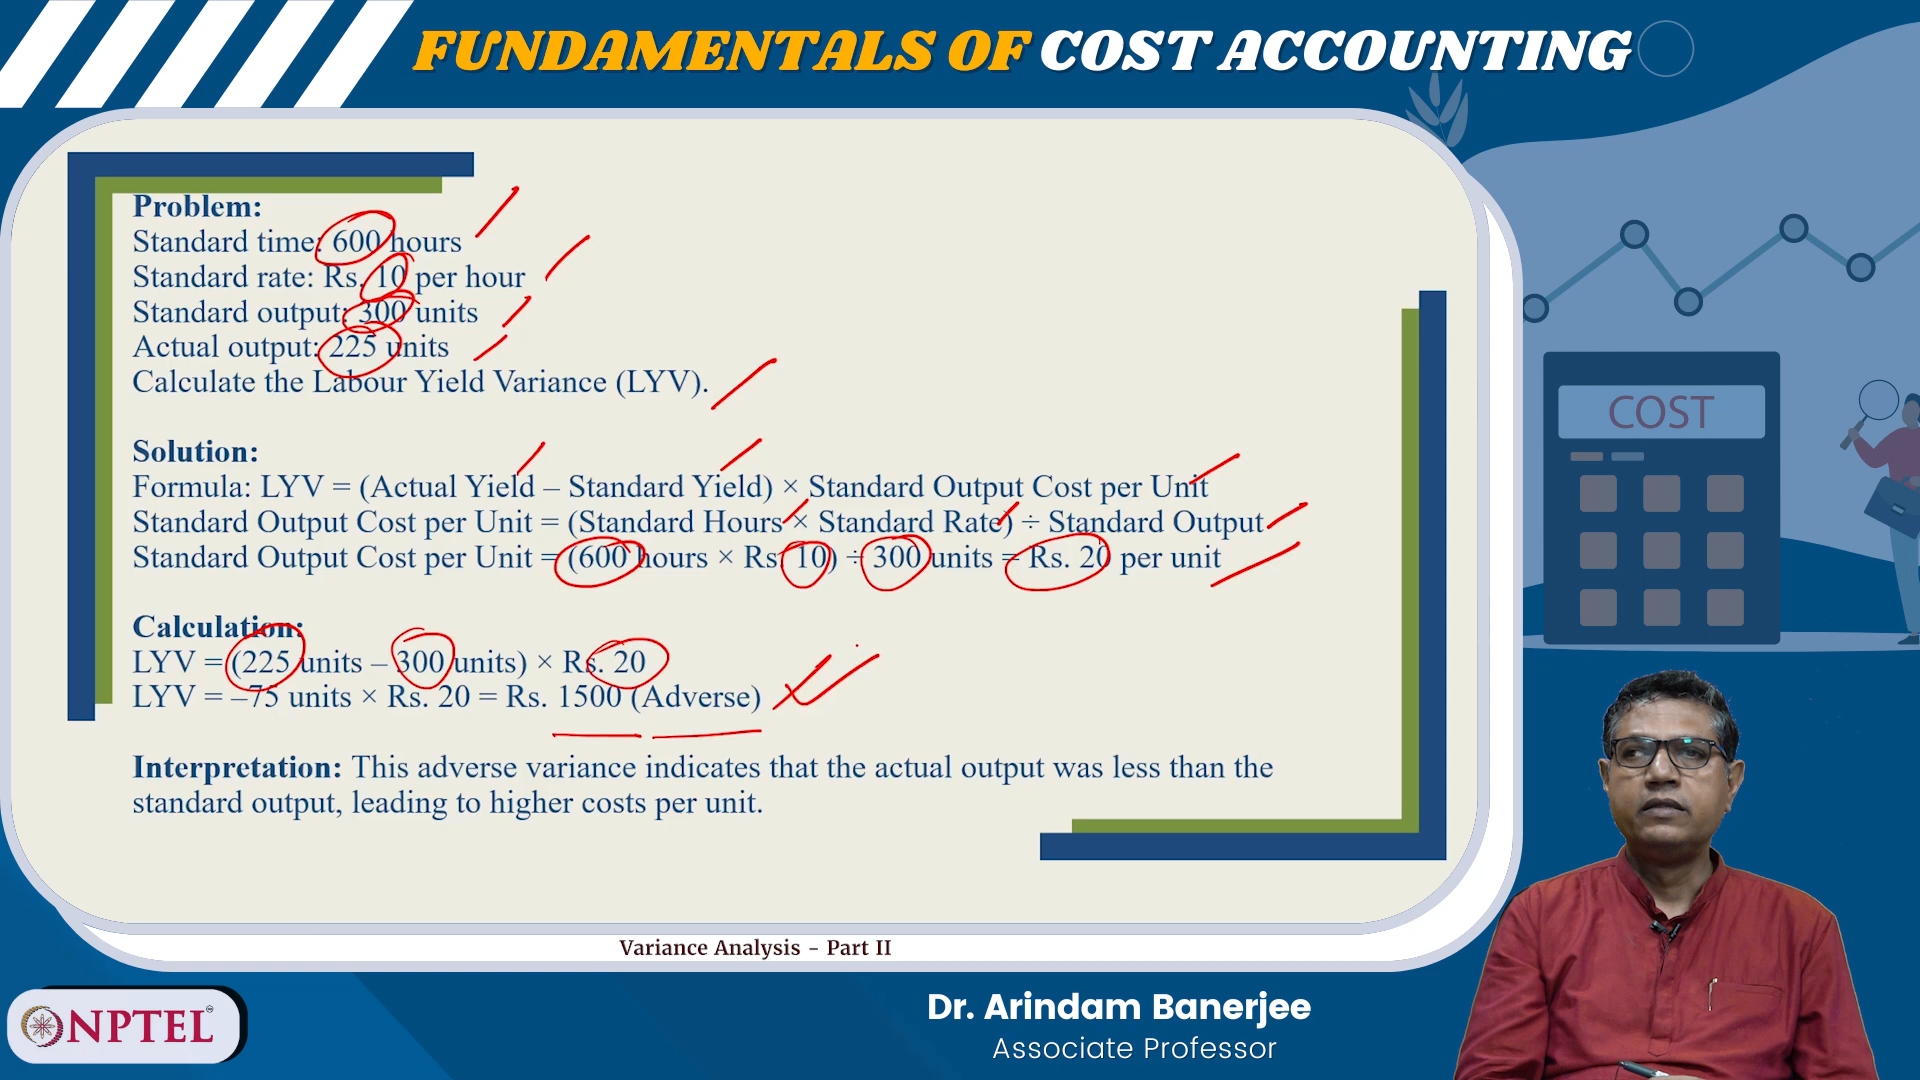 FUNDAMENTALS OF COST ACCOUNTING
Problem:
Standard time: 600 hours
Standard rate: Rs. 10 per hour
Standard output: 300 units
Actual output: 225 units
Calculate the Labour Yield Variance (LYV).
Solution:
Formula: LYV = (Actual Yield – Standard Yield) × Standard Output Cost per Unit
Standard Output Cost per Unit = (Standard Hours × Standard Rate) ÷ Standard Output
Standard Output Cost per Unit = (600 hours × Rs. 10) ÷ 300 units = Rs. 20 per unit
Calculation:
LYV = (225 units – 300 units) × Rs. 20
LYV = –75 units × Rs. 20 = Rs. 1500 (Adverse)
Interpretation: This adverse variance indicates that the actual output was less than the
standard output, leading to higher costs per unit.
COST
Variance Analysis - Part II
NPTEL
Dr. Arindam Banerjee
Associate Professor